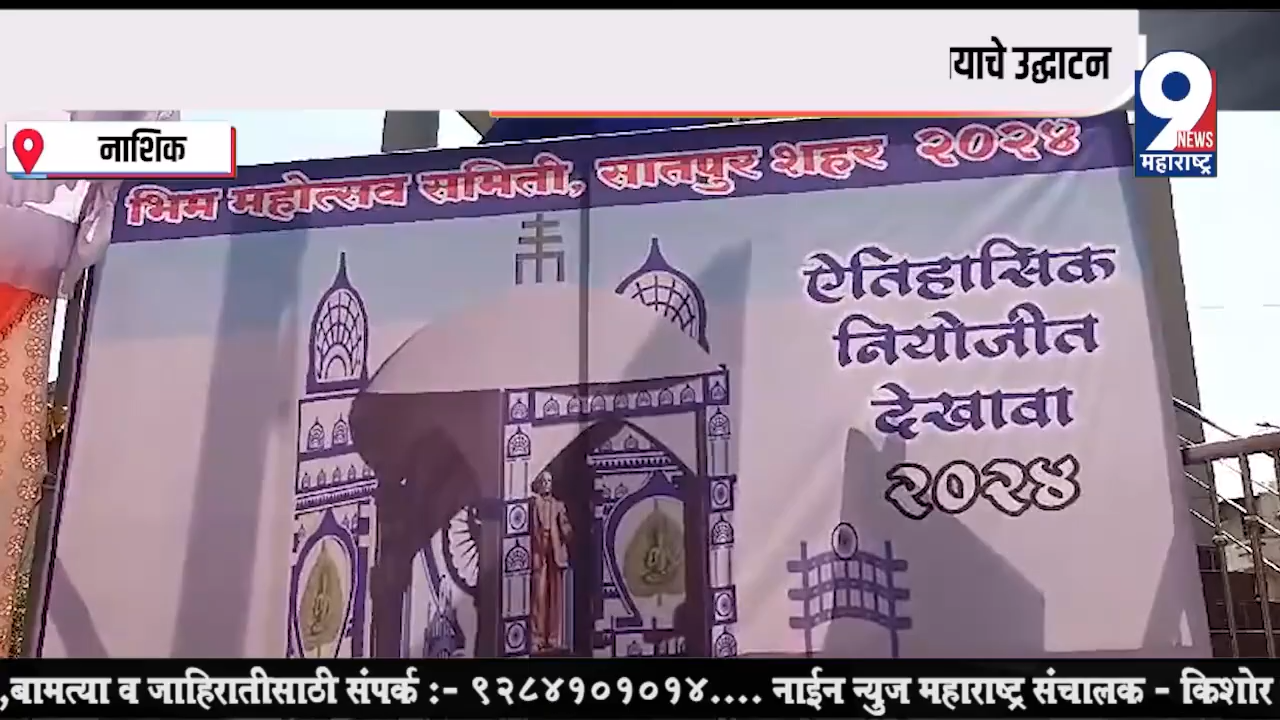 याचे उद्घाटन
9
NEWS
महाराष्ट्र
नाशिक
भिम महोत्सव समिती, सातपुर शहर २०२४
ऐतिहासिक
नियोजीत
देखावा
२०२४
,बामत्या व जाहिरातीसाठी संपर्क :- ९२८४१०१०१४.... नाईन न्युज महाराष्ट्र संचालक - किशोर